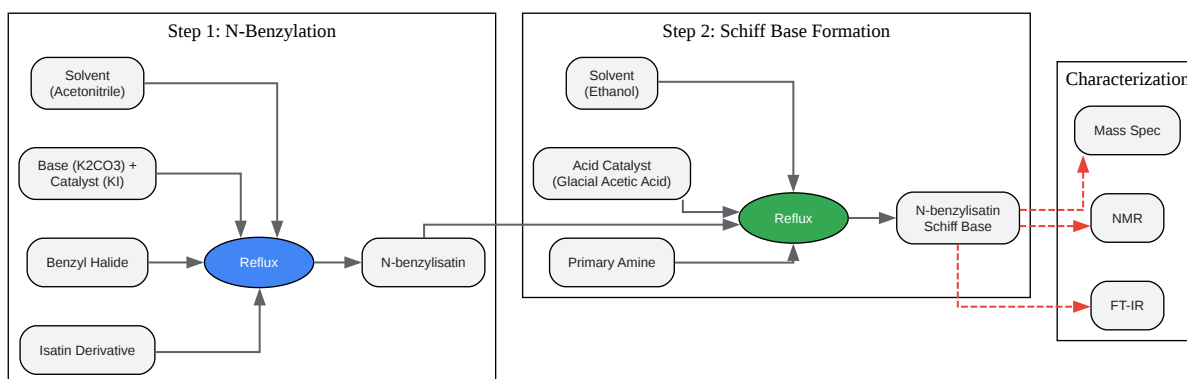 Step 1: N-Benzylation
Solvent
(Acetonitrile)
Base (K2CO3) +
Catalyst (KI)
Benzyl Halide
Reflux
N-benzylisatin
Isatin Derivative
Step 2: Schiff Base Formation
Solvent
(Ethanol)
Acid Catalyst
(Glacial Acetic Acid)
Reflux
Primary Amine
N-benzylisatin
Schiff Base
Characterization
Mass Spec
NMR
FT-IR